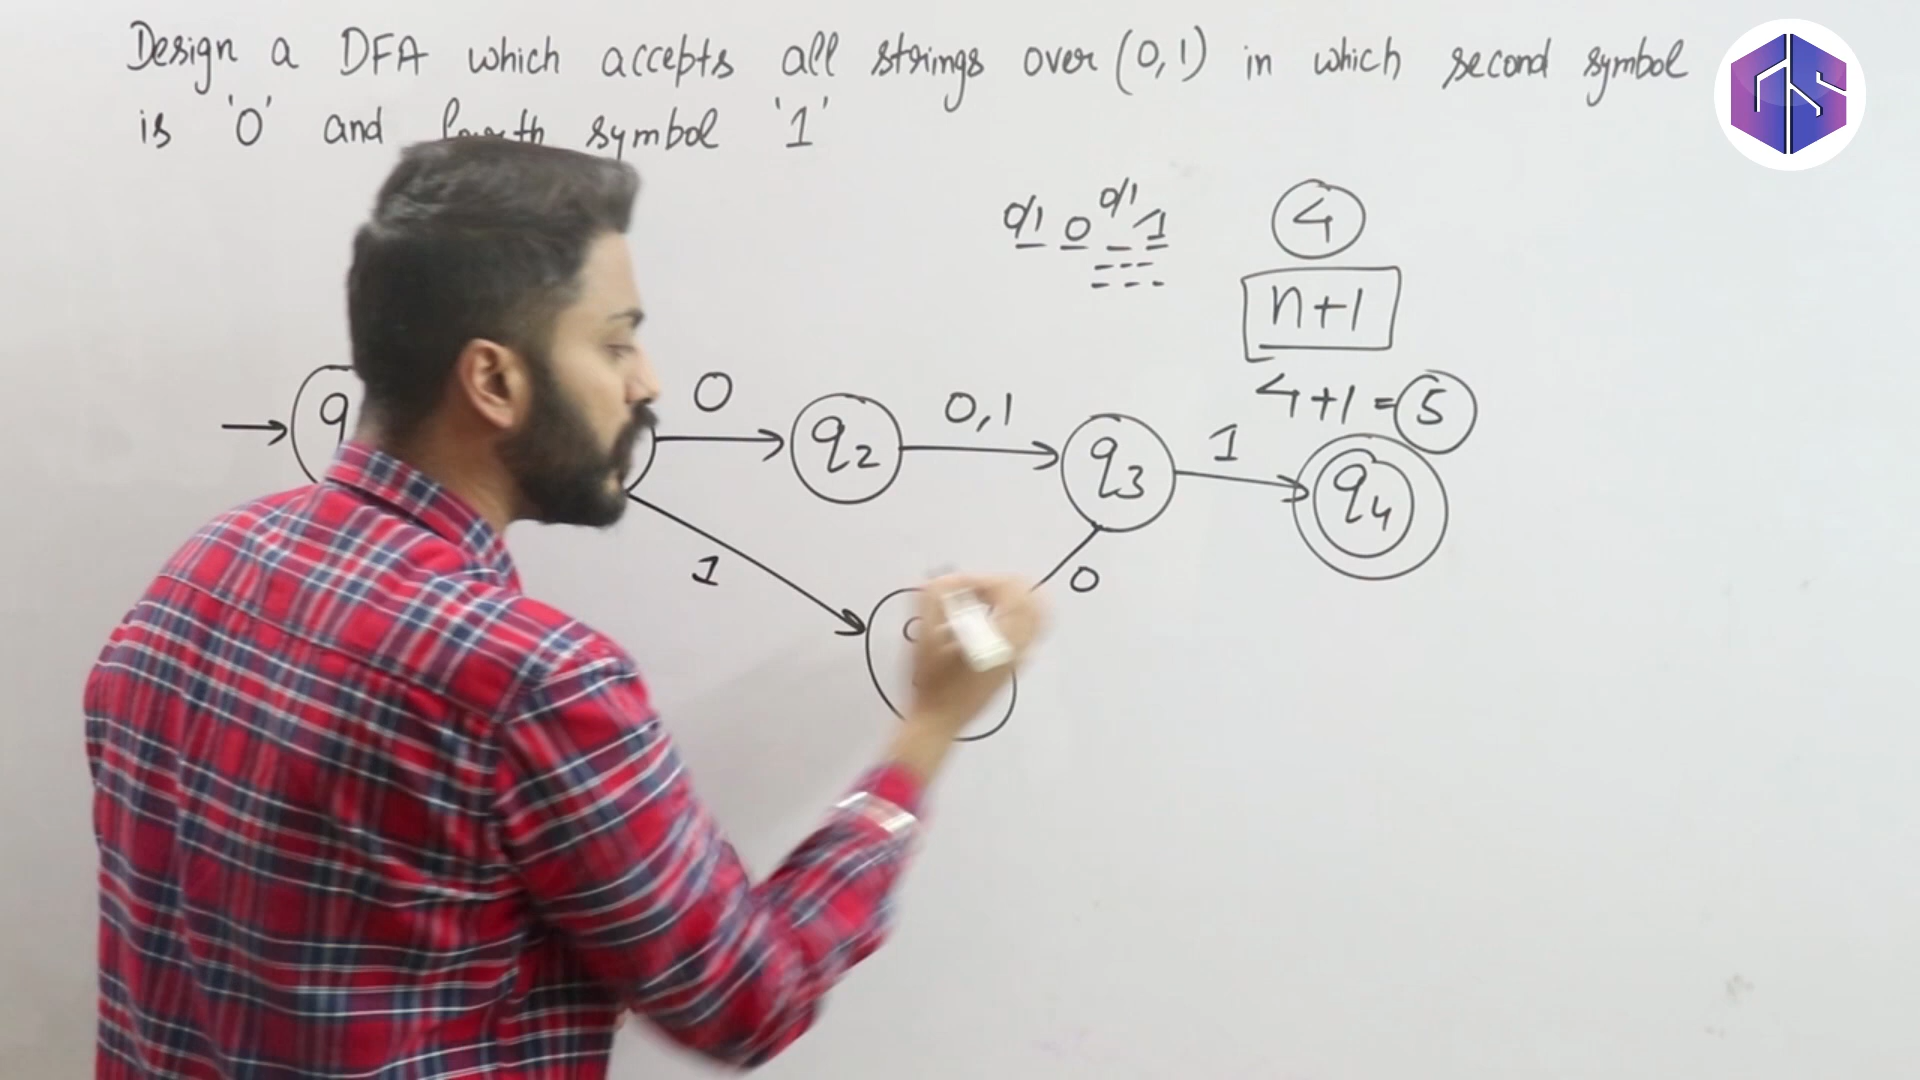 Design a DFA which accepts all strings over (0,1) in which second symbol
is '0' and fourth symbol '1'
0/1 0 0/1 1
4
n+1
4+1=5
q 0 q2 0,1 q3 1 q4
1 0